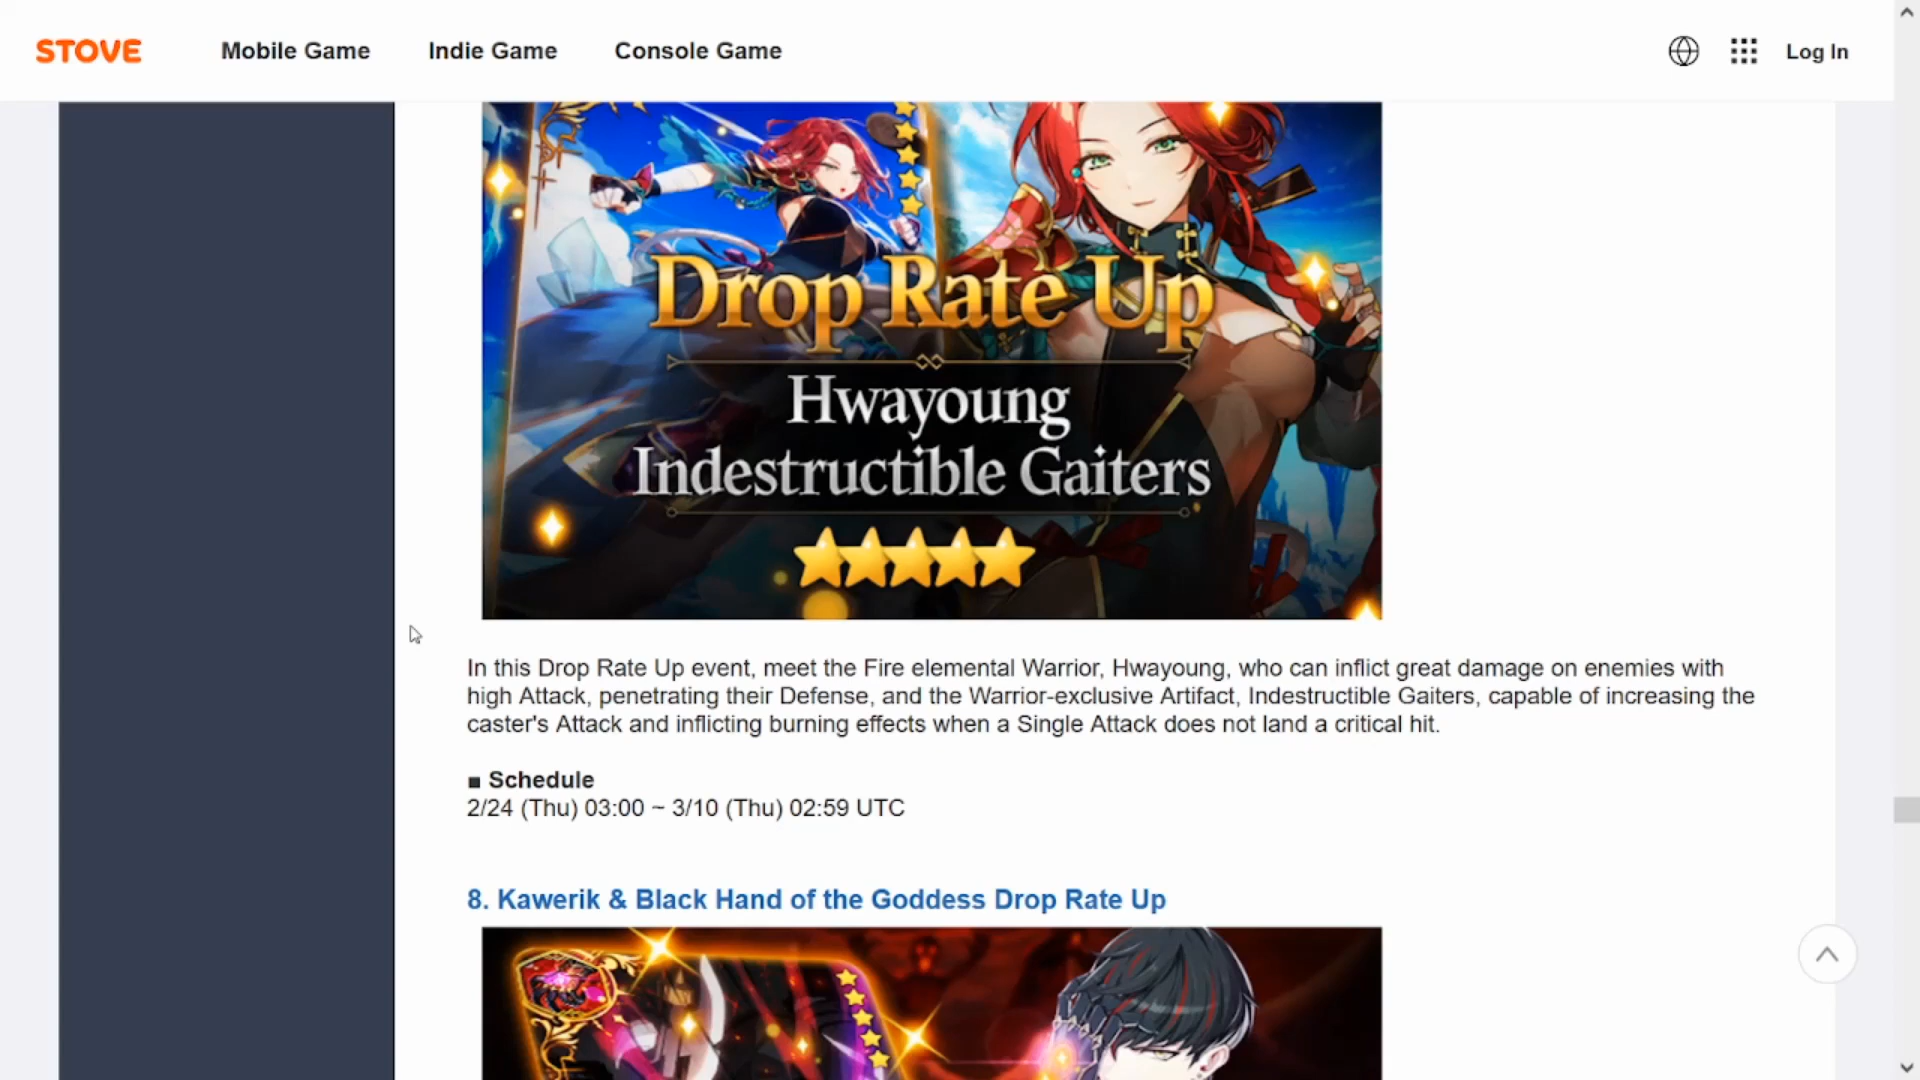 STOVE Mobile Game Indie Game Console Game Log In
Drop Rate Up
Hwayoung
Indestructible Gaiters
In this Drop Rate Up event, meet the Fire elemental Warrior, Hwayoung, who can inflict great damage on enemies with
high Attack, penetrating their Defense, and the Warrior-exclusive Artifact, Indestructible Gaiters, capable of increasing the
caster's Attack and inflicting burning effects when a Single Attack does not land a critical hit.
■ Schedule
2/24 (Thu) 03:00 ~ 3/10 (Thu) 02:59 UTC
8. Kawerik & Black Hand of the Goddess Drop Rate Up